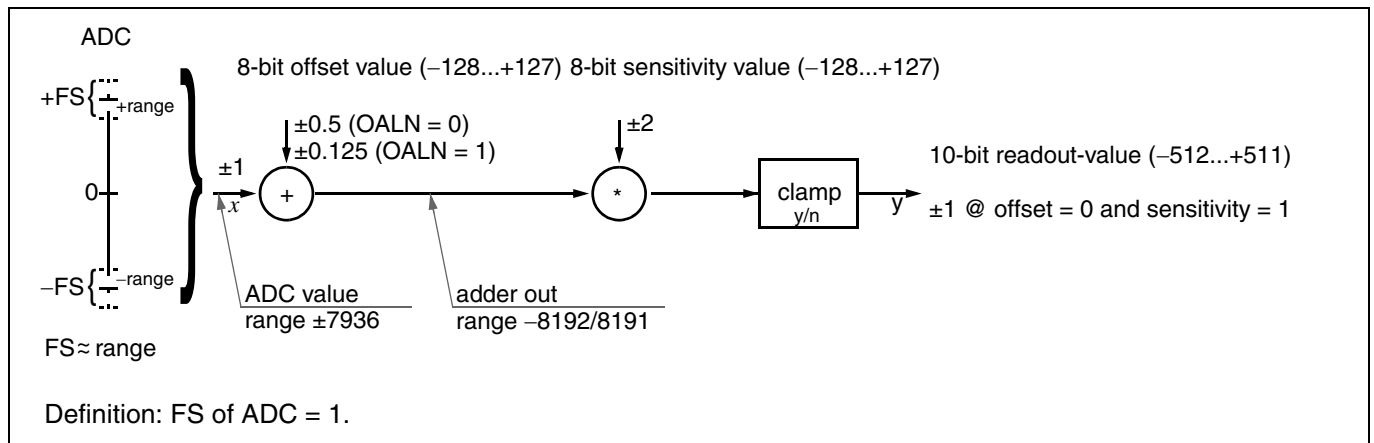 ADC
8-bit offset value (−128...+127) 8-bit sensitivity value (−128...+127)
+FS{ +range
±0.5 (OALN = 0)
±0.125 (OALN = 1)
±2
±1
10-bit readout-value (−512...+511)
0
x
+
*
clamp
y/n
y
±1 @ offset = 0 and sensitivity = 1
−FS{ −range
ADC value
range ±7936
adder out
range −8192/8191
FS ≈ range
Definition: FS of ADC = 1.